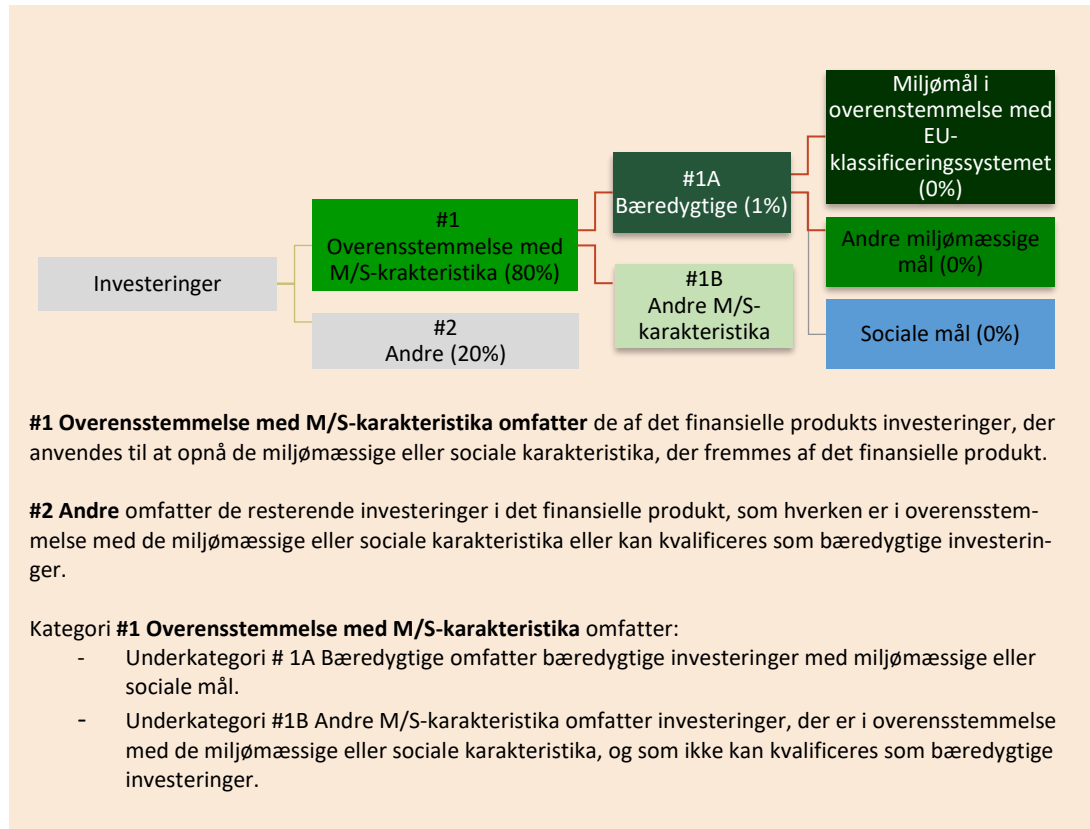 Investeringer
#1
Overensstemmelse med
M/S-krakteristika (80%)
#2
Andre (20%)
#1A
Bæredygtige (1%)
#1B
Andre M/S-
karakteristika
Miljømål i
overenstemmelse med
EU-
klassificeringssystemet
(0%)
Andre miljømæssige
mål (0%)
Sociale mål (0%)
#1 Overensstemmelse med M/S-karakteristika omfatter de af det finansielle produkts investeringer, der
anvendes til at opnå de miljømæssige eller sociale karakteristika, der fremmes af det finansielle produkt.
#2 Andre omfatter de resterende investeringer i det finansielle produkt, som hverken er i overensstem-
melse med de miljømæssige eller sociale karakteristika eller kan kvalificeres som bæredygtige investerin-
ger.
Kategori #1 Overensstemmelse med M/S-karakteristika omfatter:
- Underkategori # 1A Bæredygtige omfatter bæredygtige investeringer med miljømæssige eller
sociale mål.
- Underkategori #1B Andre M/S-karakteristika omfatter investeringer, der er i overensstemmelse
med de miljømæssige eller sociale karakteristika, og som ikke kan kvalificeres som bæredygtige
investeringer.